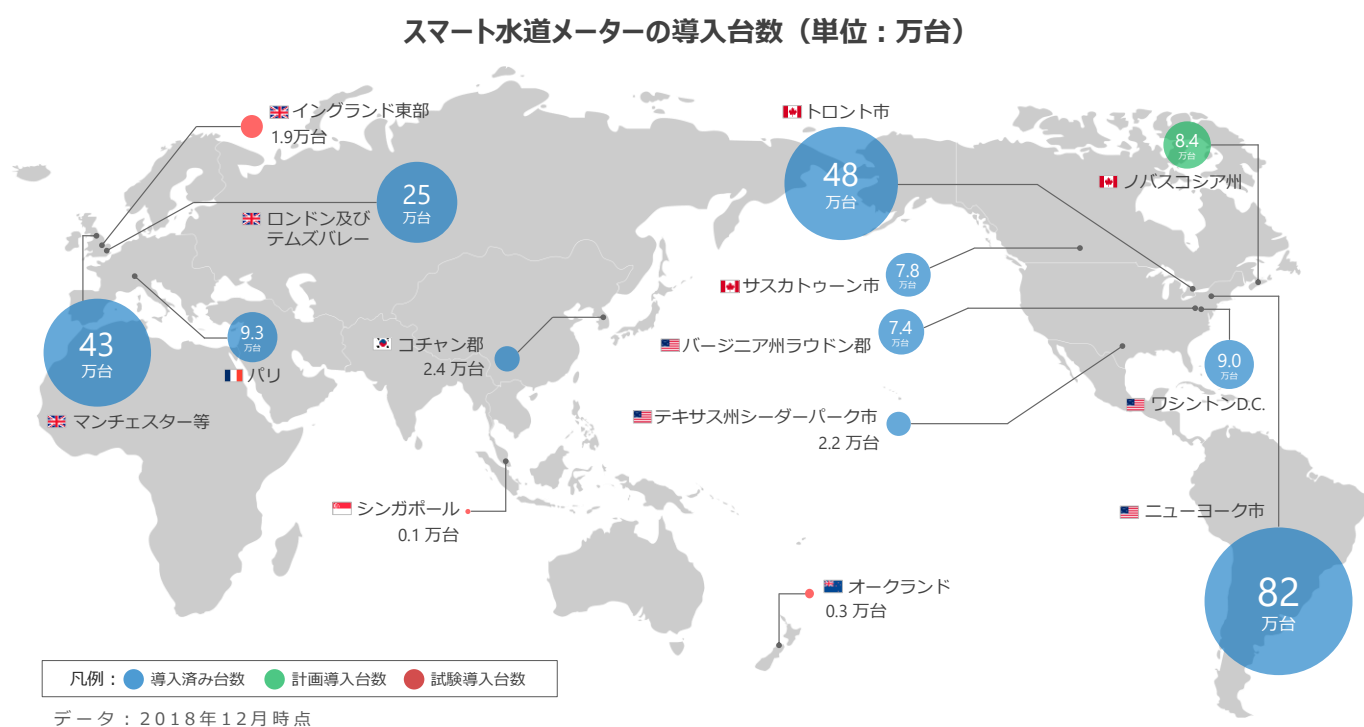 スマート水道メーターの導入台数（単位：万台）
イングランド東部
1.9万台
25
万台
ロンドン及び
テムズバレー
43
万台
マンチェスター等
9.3
万台
パリ
コチャン郡
2.4 万台
シンガポール
0.1 万台
トロント市
48
万台
8.4
万台
ノバスコシア州
7.8
万台
サスカトゥーン市
7.4
万台
バージニア州ラウドン郡
9.0
万台
ワシントンD.C.
テキサス州シーダーパーク市
2.2 万台
ニューヨーク市
82
万台
オークランド
0.3 万台
凡例： 導入済み台数 計画導入台数 試験導入台数
データ：2018年12月時点